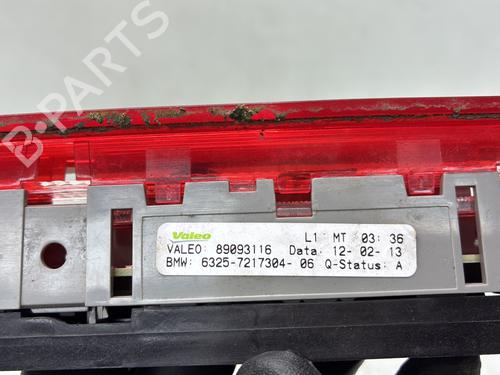 B-PARTS
Valeo L1 MT 03: 36
VALEO: 89093116 Data: 12- 02- 13
BMW: 6325-7217304- 06 Q-Status: A